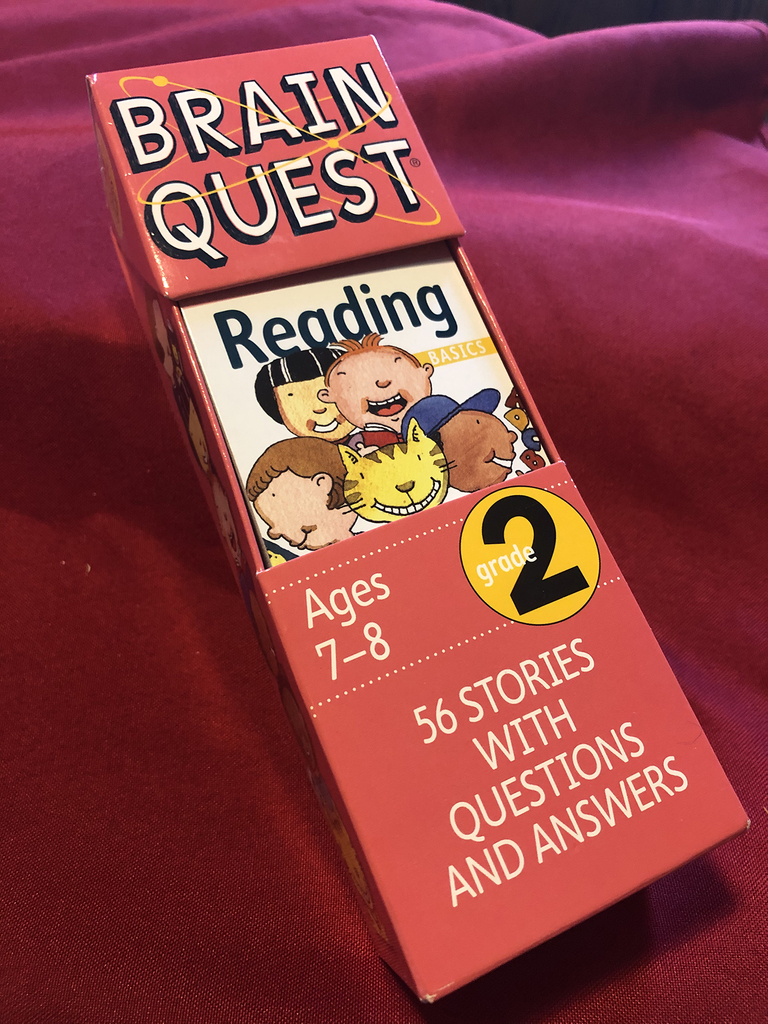 BRAIN
QUEST®
Reading
BASICS
Ages
7–8
grade 2
56 STORIES
WITH
QUESTIONS
AND ANSWERS